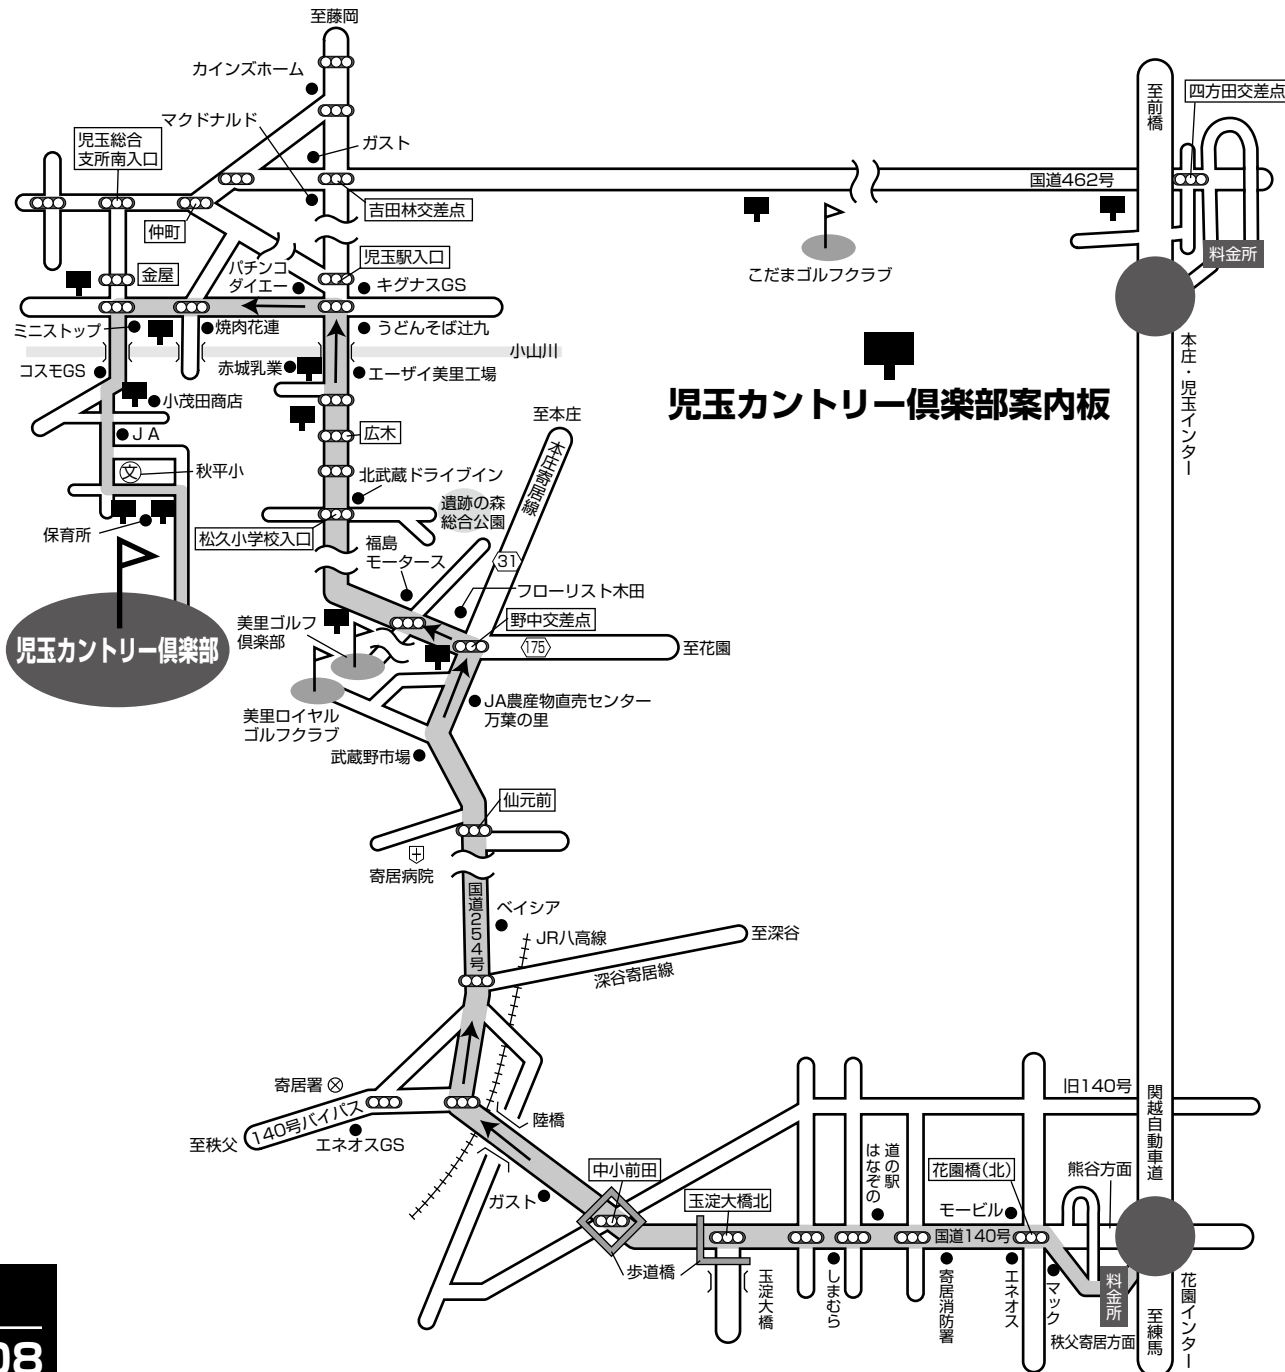 至藤岡
カインズホーム
マクドナルド
ガスト
児玉総合
支所南入口
仲町
吉田林交差点
国道462号
至前橋
四方田交差点
料金所
こだまゴルフクラブ
金屋
パチンコ
ダイエー
児玉駅入口
キグナスGS
ミニストップ
焼肉花連
うどんそば辻九
小山川
コスモGS
赤城乳業
エーザイ美里工場
本庄・児玉インター
児玉カントリー倶楽部案内板
小茂田商店
JA
広木
至本庄
本庄寄居線
文
秋平小
北武蔵ドライブイン
遺跡の森
総合公園
保育所
松久小学校入口
福島
モータース
31
フローリスト木田
児玉カントリー倶楽部
美里ゴルフ
倶楽部
野中交差点
175
至花園
美里ロイヤル
ゴルフクラブ
JA農産物直売センター
万葉の里
武蔵野市場
仙元前
寄居病院
国道254号
ベイシア
JR八高線
至深谷
深谷寄居線
寄居署
140号バイパス
至秩父
エネオスGS
陸橋
旧140号
関越自動車道
ガスト
中小前田
玉淀大橋北
道の駅
はなぞの
花園橋(北)
熊谷方面
モービル
国道140号
歩道橋
玉淀大橋
しまむら
寄居消防署
エネオス
マック
料金所
秩父寄居方面
至練馬
花園インター
08